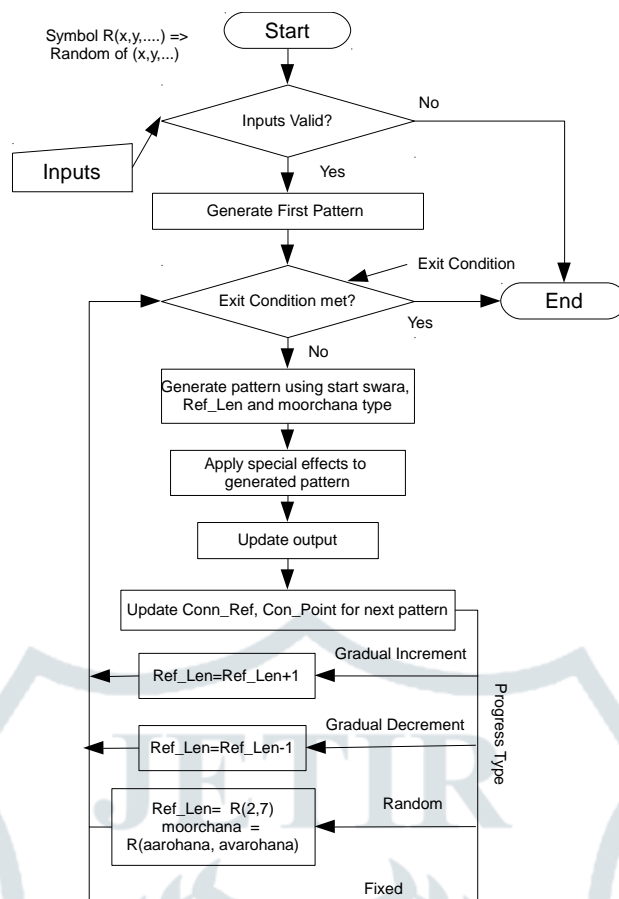 Symbol R(x,y,....) =>
Random of (x,y,...)
Start
No
Inputs Valid?
Inputs
Yes
Generate First Pattern
Exit Condition
Exit Condition met?
End
Yes
No
Generate pattern using start swara,
Ref_Len and moorchana type
Apply special effects to
generated pattern
Update output
Update Conn_Ref, Con_Point for next pattern
Gradual Increment
Ref_Len=Ref_Len+1
Progress Type
Gradual Decrement
Ref_Len=Ref_Len-1
JETIR
Random
Ref_Len= R(2,7)
moorchana =
R(aarohana, avarohana)
Fixed